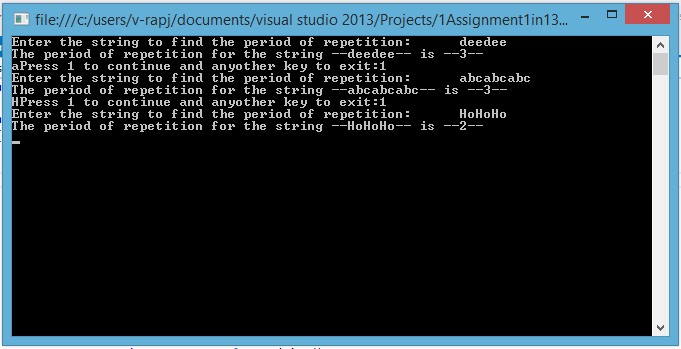 file:///c:/users/v-rapj/documents/visual studio 2013/Projects/1Assignment1in13...
Enter the string to find the period of repetition: deedee
The period of repetition for the string --deedee-- is --3--
aPress 1 to continue and anyother key to exit:1
Enter the string to find the period of repetition: abcabcabc
The period of repetition for the string --abcabcabc-- is --3--
HPress 1 to continue and anyother key to exit:1
Enter the string to find the period of repetition: HoHoHo
The period of repetition for the string --HoHoHo-- is --2--